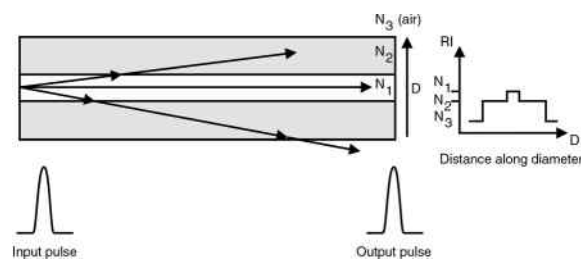 N3 (air)
N2
N1
D
RI
N1
N2
N3
D
Distance along diameter
Input pulse
Output pulse